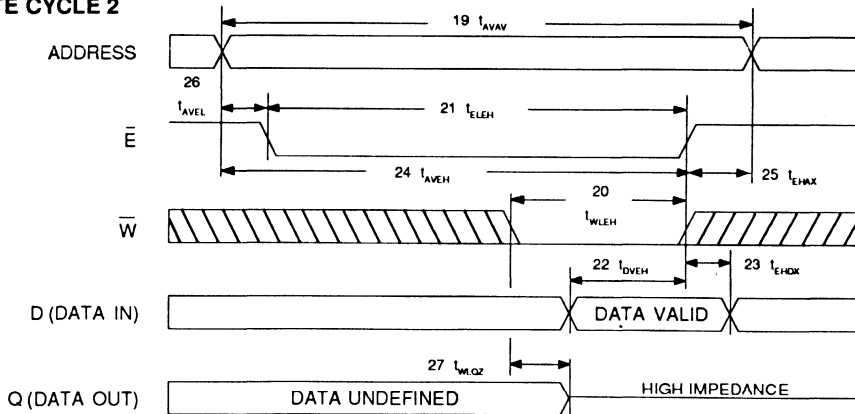 TE CYCLE 2
19 tAVAV
ADDRESS
26
tAVEL
21 tELEH
E
24 tAVEH
25 tEHAX
20
W
tWLEH
22 tDVEH
23 tEHDX
D (DATA IN)
DATA VALID
27 tWLQZ
Q (DATA OUT)
DATA UNDEFINED
HIGH IMPEDANCE